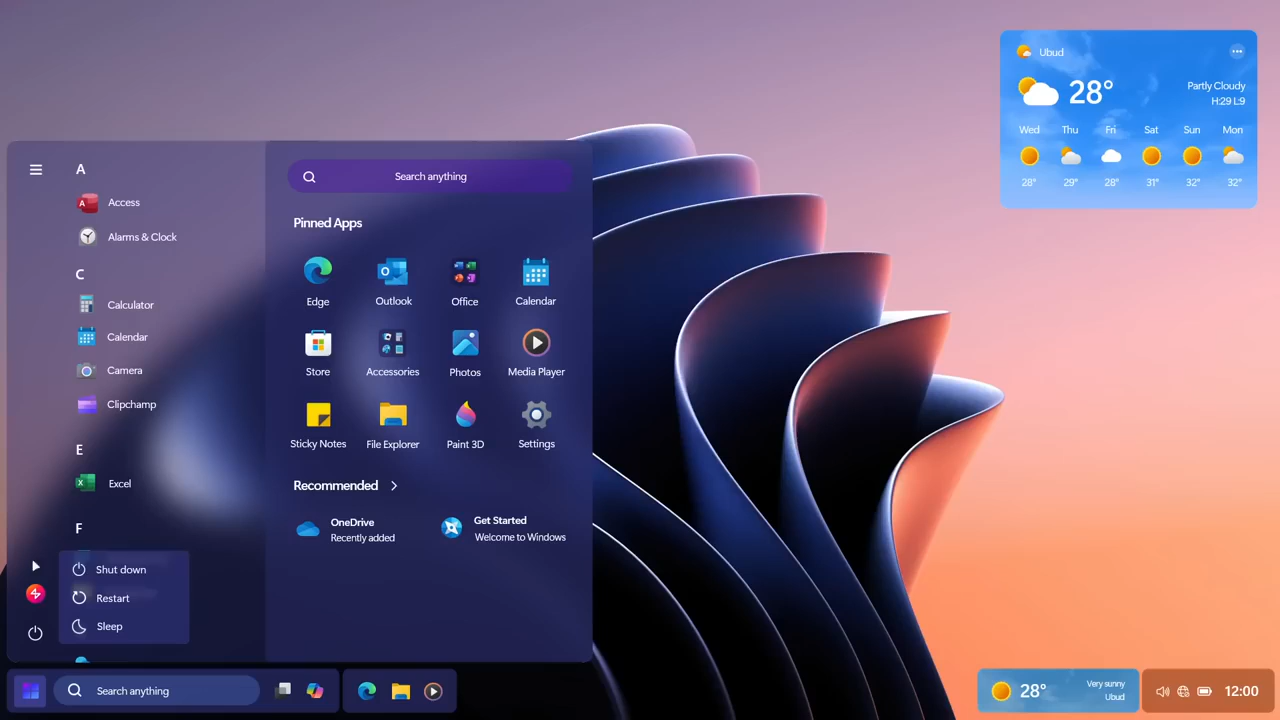 A
Access
Alarms & Clock
C
Calculator
Calendar
Camera
Clipchamp
E
Excel
F
Shut down
Restart
Sleep
Search anything
Pinned Apps
Edge
Outlook
Office
Calendar
Store
Accessories
Photos
Media Player
Sticky Notes
File Explorer
Paint 3D
Settings
Recommended
OneDrive
Recently added
Get Started
Welcome to Windows
Ubud
28°
Partly Cloudy
H:29 L:9
Wed Thu Fri Sat Sun Mon
28° 29° 28° 31° 32° 32°
Search anything
28°
Very sunny
Ubud
12:00